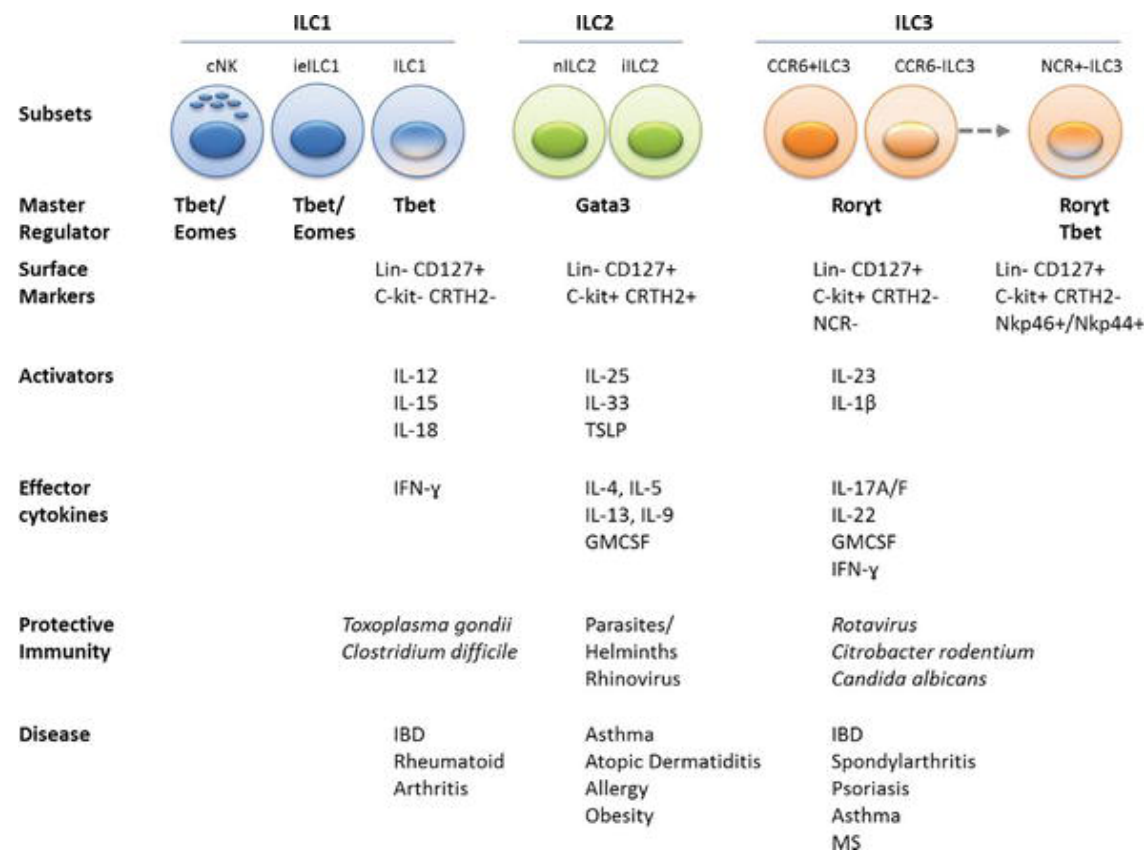 ILC1 ILC2 ILC3
cNK ieILC1 ILC1 nILC2 iILC2 CCR6+ILC3 CCR6-ILC3 NCR+-ILC3
Subsets
Master Tbet/ Tbet/ Tbet Gata3 Rorɣt Rorɣt
Regulator Eomes Eomes Tbet
Surface Lin- CD127+ Lin- CD127+ Lin- CD127+ Lin- CD127+
Markers C-kit- CRTH2- C-kit+ CRTH2+ C-kit+ CRTH2- C-kit+ CRTH2-
NCR- Nkp46+/Nkp44+
Activators IL-12 IL-25 IL-23
IL-15 IL-33 IL-1β
IL-18 TSLP
Effector IFN-ɣ IL-4, IL-5 IL-17A/F
cytokines IL-13, IL-9 IL-22
GMCSF GMCSF
IFN-ɣ
Protective Toxoplasma gondii Parasites/ Rotavirus
Immunity Clostridium difficile Helminths Citrobacter rodentium
Rhinovirus Candida albicans
Disease IBD Asthma IBD
Rheumatoid Atopic Dermatiditis Spondylarthritis
Arthritis Allergy Psoriasis
Obesity Asthma
MS